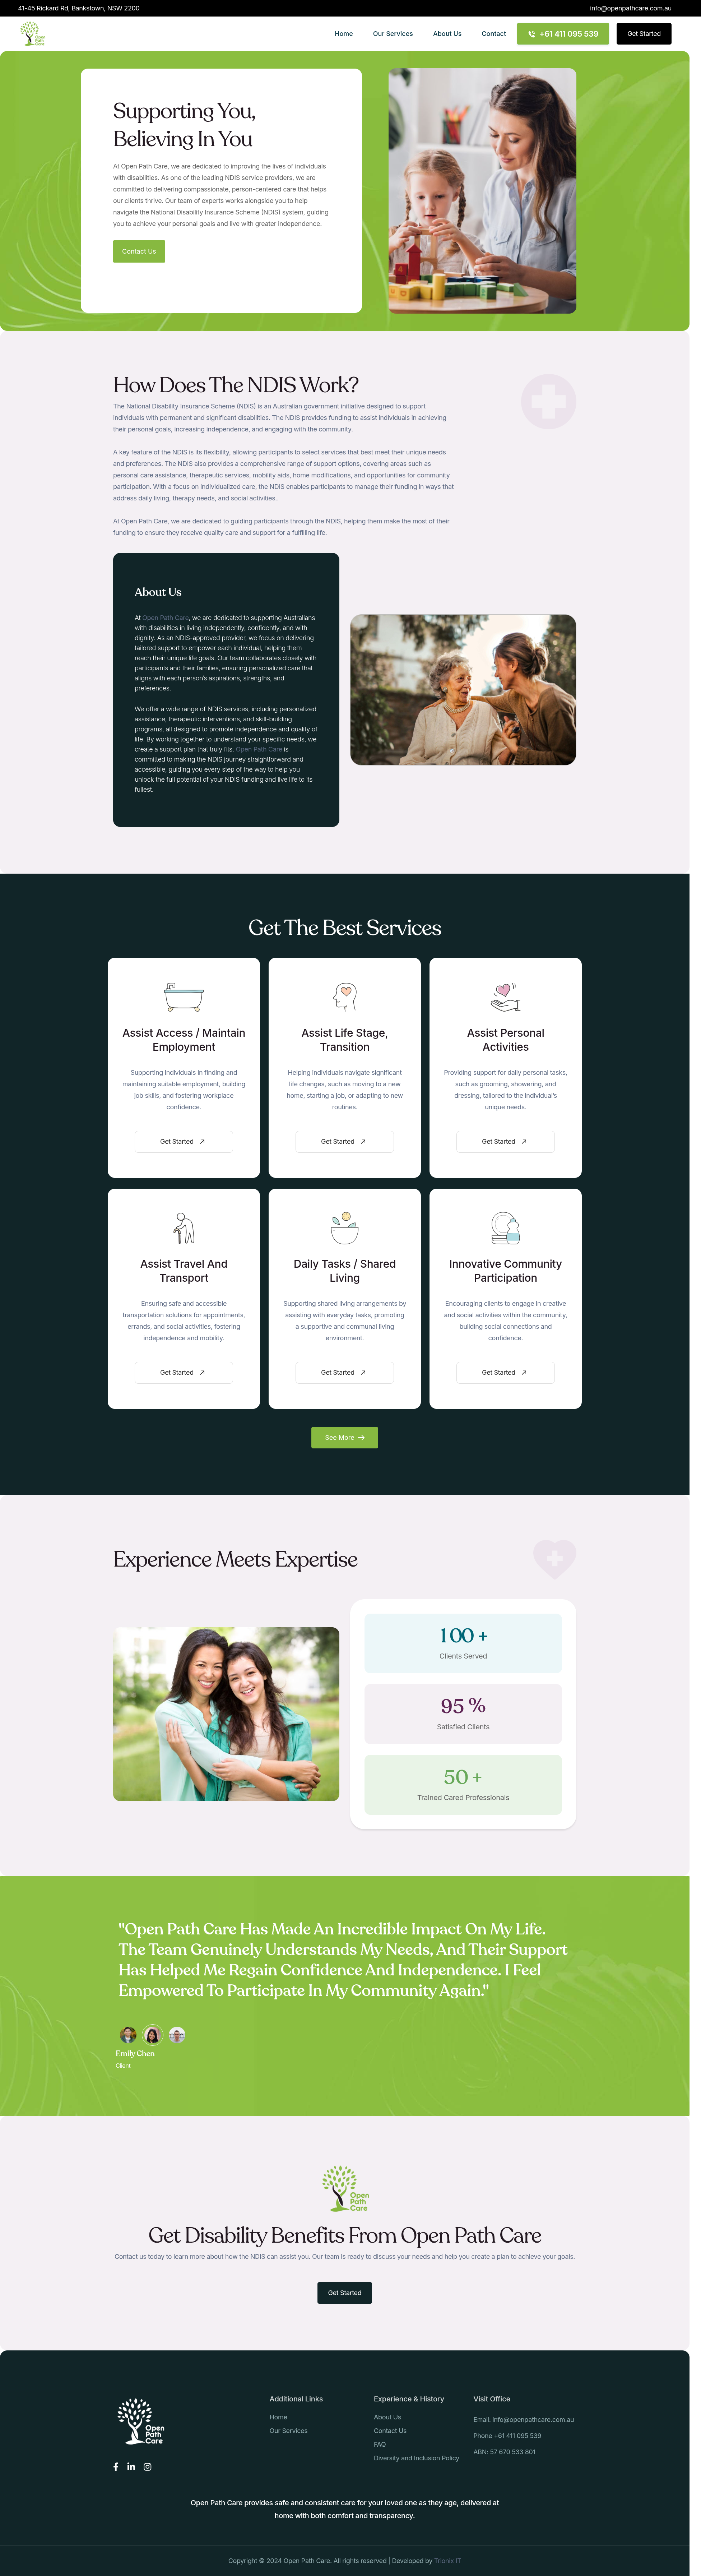 41-45 Rickard Rd, Bankstown, NSW 2200
info@openpathcare.com.au
Open
Path
Care
Home
Our Services
About Us
Contact
+61 411 095 539
Get Started
Supporting You,
Believing In You
At Open Path Care, we are dedicated to improving the lives of individuals
with disabilities. As one of the leading NDIS service providers, we are
committed to delivering compassionate, person-centered care that helps
our clients thrive. Our team of experts works alongside you to help
navigate the National Disability Insurance Scheme (NDIS) system, guiding
you to achieve your personal goals and live with greater independence.
Contact Us
How Does The NDIS Work?
The National Disability Insurance Scheme (NDIS) is an Australian government initiative designed to support
individuals with permanent and significant disabilities. The NDIS provides funding to assist individuals in achieving
their personal goals, increasing independence, and engaging with the community.
A key feature of the NDIS is its flexibility, allowing participants to select services that best meet their unique needs
and preferences. The NDIS also provides a comprehensive range of support options, covering areas such as
personal care assistance, therapeutic services, mobility aids, home modifications, and opportunities for community
participation. With a focus on individualized care, the NDIS enables participants to manage their funding in ways that
address daily living, therapy needs, and social activities..
At Open Path Care, we are dedicated to guiding participants through the NDIS, helping them make the most of their
funding to ensure they receive quality care and support for a fulfilling life.
About Us
At Open Path Care, we are dedicated to supporting Australians
with disabilities in living independently, confidently, and with
dignity. As an NDIS-approved provider, we focus on delivering
tailored support to empower each individual, helping them
reach their unique life goals. Our team collaborates closely with
participants and their families, ensuring personalized care that
aligns with each person's aspirations, strengths, and
preferences.
We offer a wide range of NDIS services, including personalized
assistance, therapeutic interventions, and skill-building
programs, all designed to promote independence and quality of
life. By working together to understand your specific needs, we
create a support plan that truly fits. Open Path Care is
committed to making the NDIS journey straightforward and
accessible, guiding you every step of the way to help you
unlock the full potential of your NDIS funding and live life to its
fullest.
Get The Best Services
Assist Access / Maintain
Employment
Supporting individuals in finding and
maintaining suitable employment, building
job skills, and fostering workplace
confidence.
Get Started
Assist Life Stage,
Transition
Helping individuals navigate significant
life changes, such as moving to a new
home, starting a job, or adapting to new
routines.
Get Started
Assist Personal
Activities
Providing support for daily personal tasks,
such as grooming, showering, and
dressing, tailored to the individual's
unique needs.
Get Started
Assist Travel And
Transport
Ensuring safe and accessible
transportation solutions for appointments,
errands, and social activities, fostering
independence and mobility.
Get Started
Daily Tasks / Shared
Living
Supporting shared living arrangements by
assisting with everyday tasks, promoting
a supportive and communal living
environment.
Get Started
Innovative Community
Participation
Encouraging clients to engage in creative
and social activities within the community,
building social connections and
confidence.
Get Started
See More
Experience Meets Expertise
100 +
Clients Served
95 %
Satisfied Clients
50 +
Trained Cared Professionals
"Open Path Care Has Made An Incredible Impact On My Life.
The Team Genuinely Understands My Needs, And Their Support
Has Helped Me Regain Confidence And Independence. I Feel
Empowered To Participate In My Community Again."
Emily Chen
Client
Open
Path
Care
Get Disability Benefits From Open Path Care
Contact us today to learn more about how the NDIS can assist you. Our team is ready to discuss your needs and help you create a plan to achieve your goals.
Get Started
Open
Path
Care
Additional Links
Home
Our Services
Experience & History
About Us
Contact Us
FAQ
Diversity and Inclusion Policy
Visit Office
Email: info@openpathcare.com.au
Phone +61 411 095 539
ABN: 57 670 533 801
Open Path Care provides safe and consistent care for your loved one as they age, delivered at
home with both comfort and transparency.
Copyright © 2024 Open Path Care. All rights reserved | Developed by Trionix IT